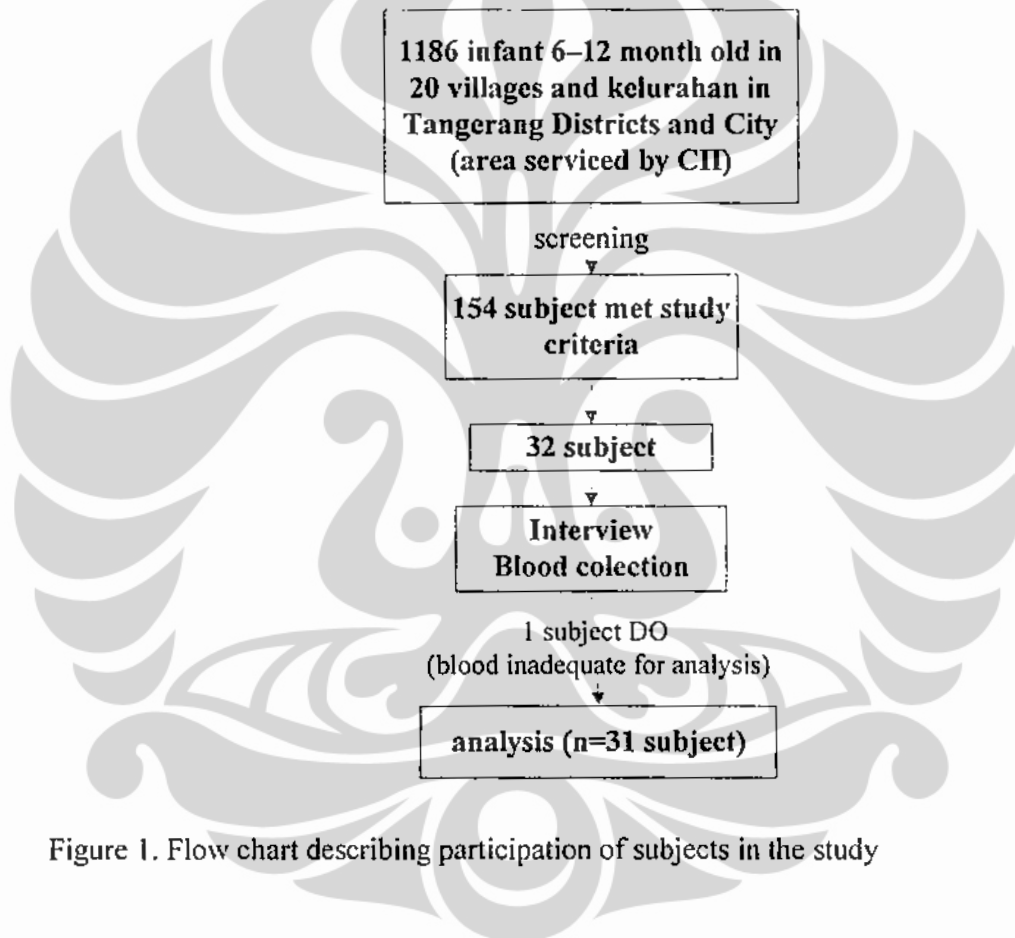 1186 infant 6–12 month old in
20 villages and kelurahan in
Tangerang Districts and City
(area serviced by CII)
screening
154 subject met study
criteria
32 subject
Interview
Blood colection
1 subject DO
(blood inadequate for analysis)
analysis (n=31 subject)
Figure 1. Flow chart describing participation of subjects in the study